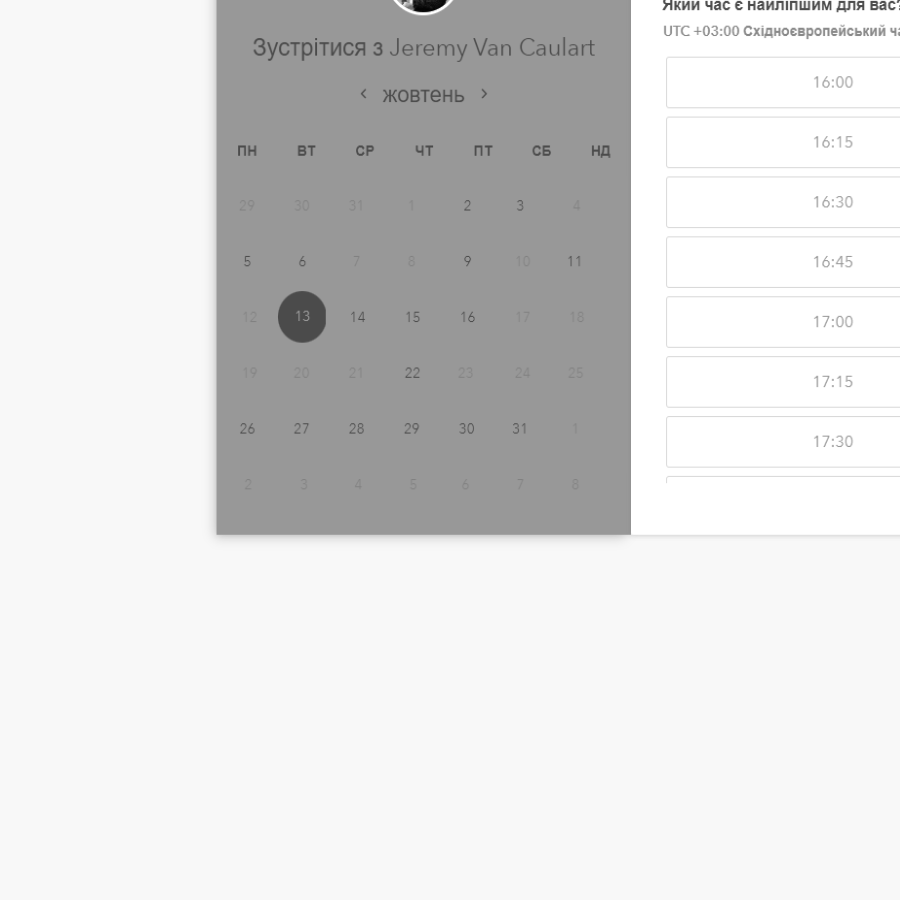 Зустрітися з Jeremy Van Caulart
‹ жовтень ›
ПН ВТ СР ЧТ ПТ СБ НД
29 30 31 1 2 3 4
5 6 7 8 9 10 11
12 13 14 15 16 17 18
19 20 21 22 23 24 25
26 27 28 29 30 31 1
2 3 4 5 6 7 8
Який час є найліпшим для вас?
UTC +03:00 Східноєвропейський
16:00
16:15
16:30
16:45
17:00
17:15
17:30